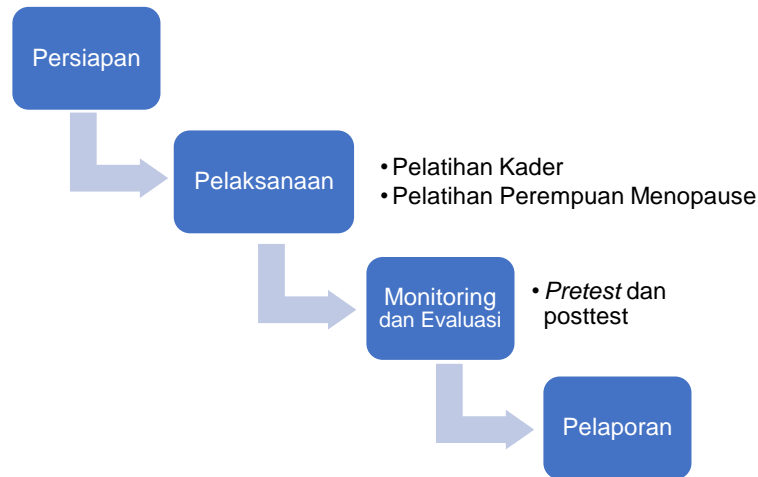 Persiapan
Pelaksanaan
• Pelatihan Kader
• Pelatihan Perempuan Menopause
Monitoring
dan Evaluasi
• Pretest dan
posttest
Pelaporan